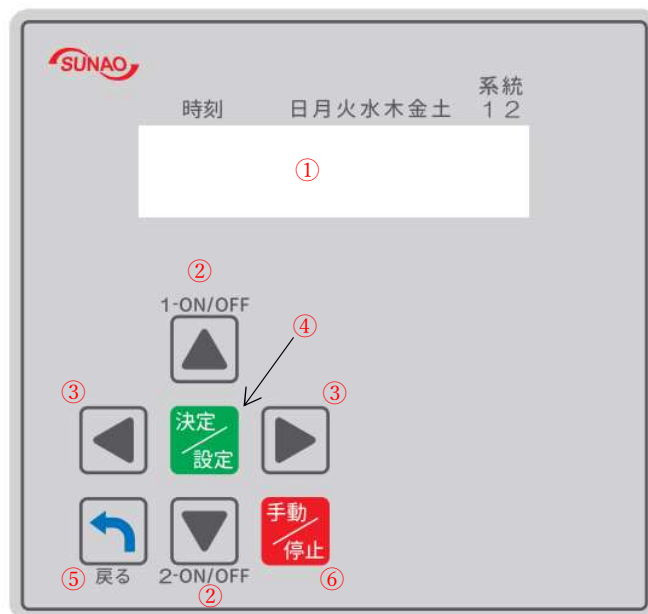 SUNAO
系統
時刻 日月火水木金土 1 2
①
②
1-ON/OFF
④
③ ③
決定
設定
手動
停止
⑤ 戻る 2-ON/OFF ⑥
②